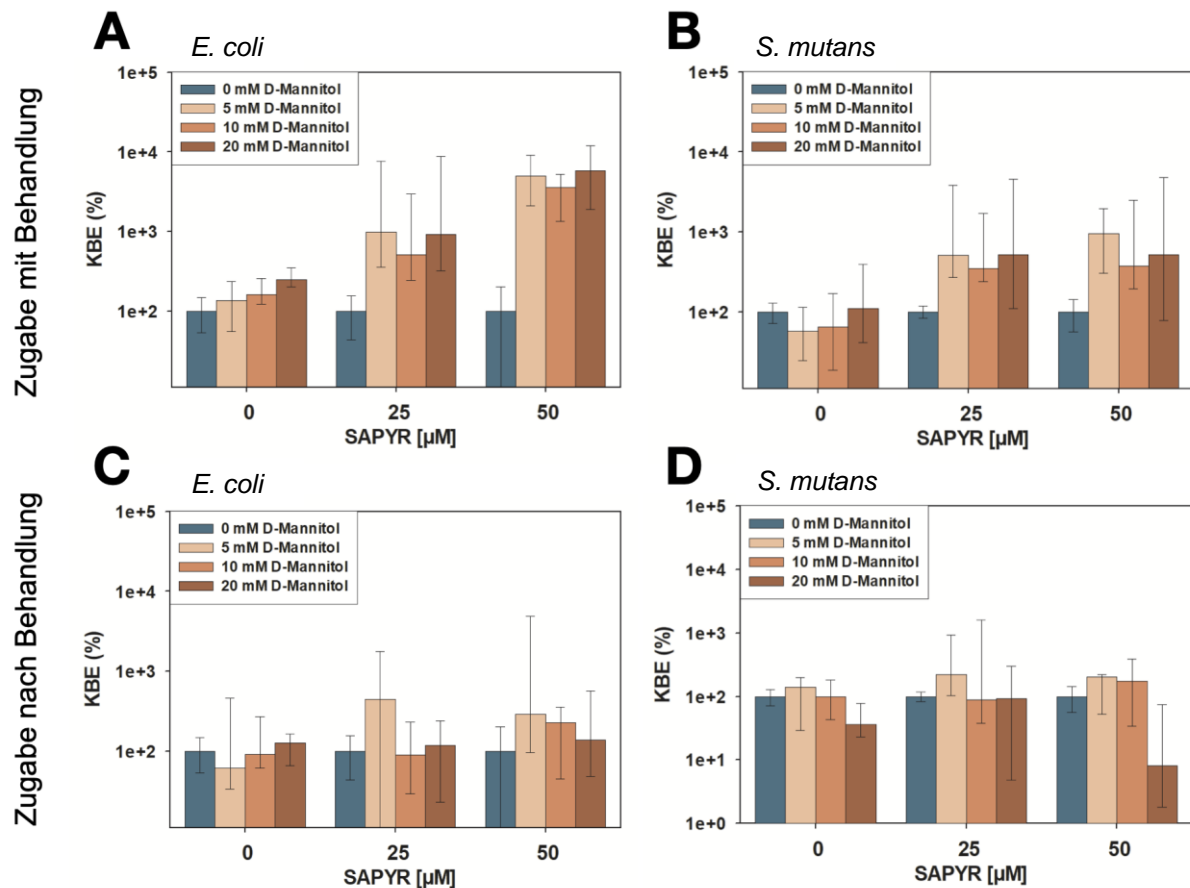 Zugabe mit Behandlung
A
E. coli
1e+5
0 mM D-Mannitol
5 mM D-Mannitol
10 mM D-Mannitol
20 mM D-Mannitol
1e+4
1e+3
1e+2
KBE (%)
0
25
50
SAPYR [µM]
B
S. mutans
1e+5
0 mM D-Mannitol
5 mM D-Mannitol
10 mM D-Mannitol
20 mM D-Mannitol
1e+4
1e+3
1e+2
KBE (%)
0
25
50
SAPYR [µM]
Zugabe nach Behandlung
C
E. coli
1e+5
0 mM D-Mannitol
5 mM D-Mannitol
10 mM D-Mannitol
20 mM D-Mannitol
1e+4
1e+3
1e+2
KBE (%)
0
25
50
SAPYR [µM]
D
S. mutans
1e+5
0 mM D-Mannitol
5 mM D-Mannitol
10 mM D-Mannitol
20 mM D-Mannitol
1e+4
1e+3
1e+2
1e+1
1e+0
KBE (%)
0
25
50
SAPYR [µM]